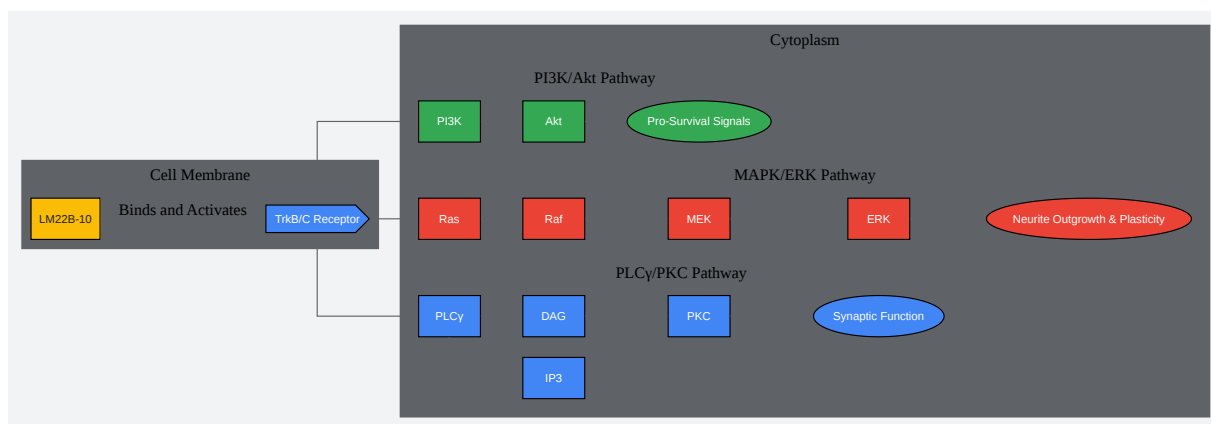 Cytoplasm
PI3K/Akt Pathway
PI3K
Akt
Pro-Survival Signals
Cell Membrane
LM22B-10
Binds and Activates
TrkB/C Receptor
MAPK/ERK Pathway
Ras
Raf
MEK
ERK
Neurite Outgrowth & Plasticity
PLCγ/PKC Pathway
PLCγ
DAG
PKC
Synaptic Function
IP3